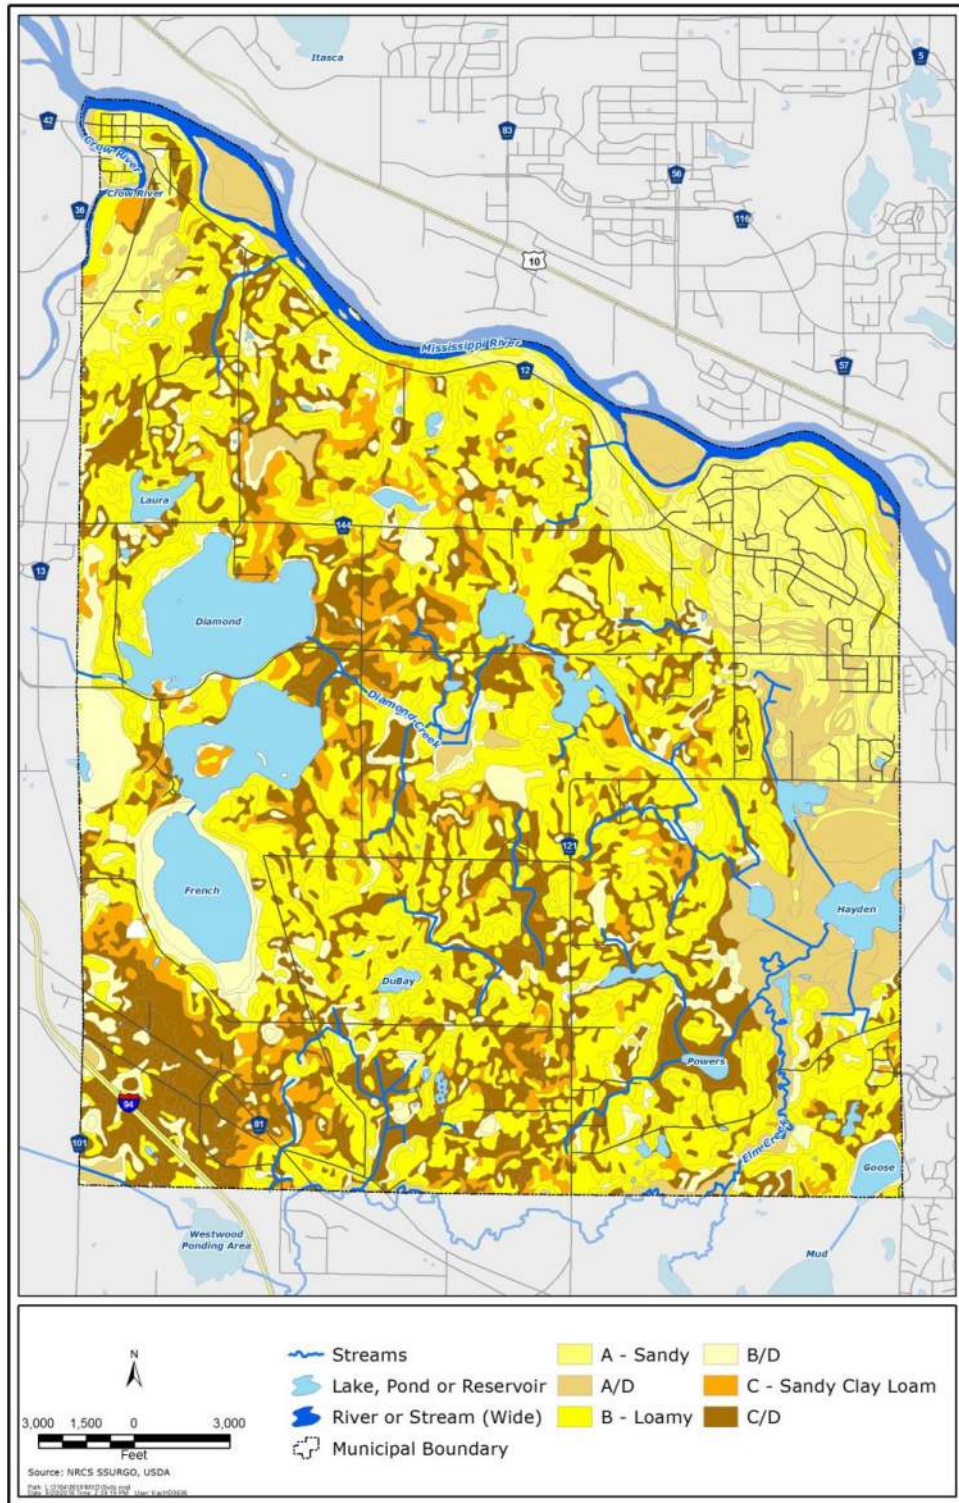 Itasca
5
42
83
Crow River
56
Crow River
36
116
10
Mississippi River
12
57
Laura
144
13
Diamond
Diamond Creek
121
French
Hayden
DuBay
Powers
94
81
101
Elm Creek
Goose
Westwood
Ponding Area
Mud
N
3,000 1,500 0 3,000
Feet
Source: NRCS SSURGO, USDA
Streams
Lake, Pond or Reservoir
River or Stream (Wide)
Municipal Boundary
A - Sandy
A/D
B - Loamy
B/D
C - Sandy Clay Loam
C/D